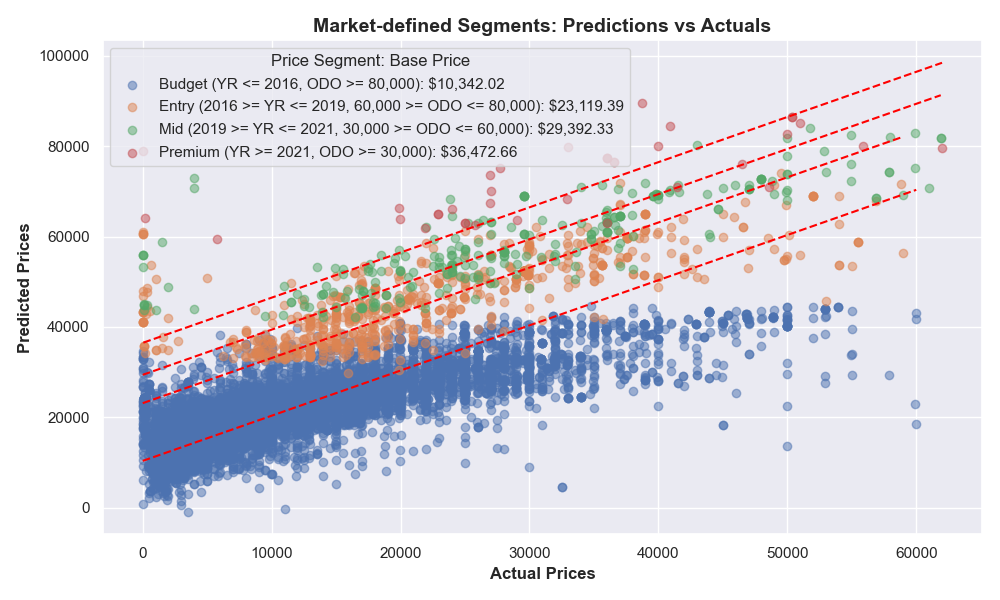 Market-defined Segments: Predictions vs Actuals
Price Segment: Base Price
Budget (YR <= 2016, ODO >= 80,000): $10,342.02
Entry (2016 >= YR <= 2019, 60,000 >= ODO <= 80,000): $23,119.39
Mid (2019 >= YR <= 2021, 30,000 >= ODO <= 60,000): $29,392.33
Premium (YR >= 2021, ODO >= 30,000): $36,472.66
Predicted Prices
100000
80000
60000
40000
20000
0
0 10000 20000 30000 40000 50000 60000
Actual Prices